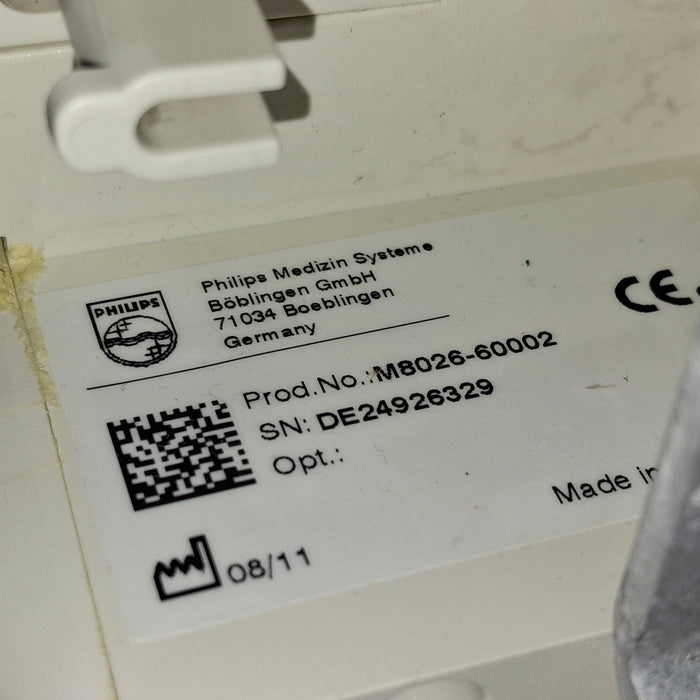 PHILIPS
Philips Medizin Systeme
Böblingen GmbH
71034 Boeblingen
Germany
CE
Prod.No.:M8026-60002
SN: DE24926329
Opt.:
Made in
08/11